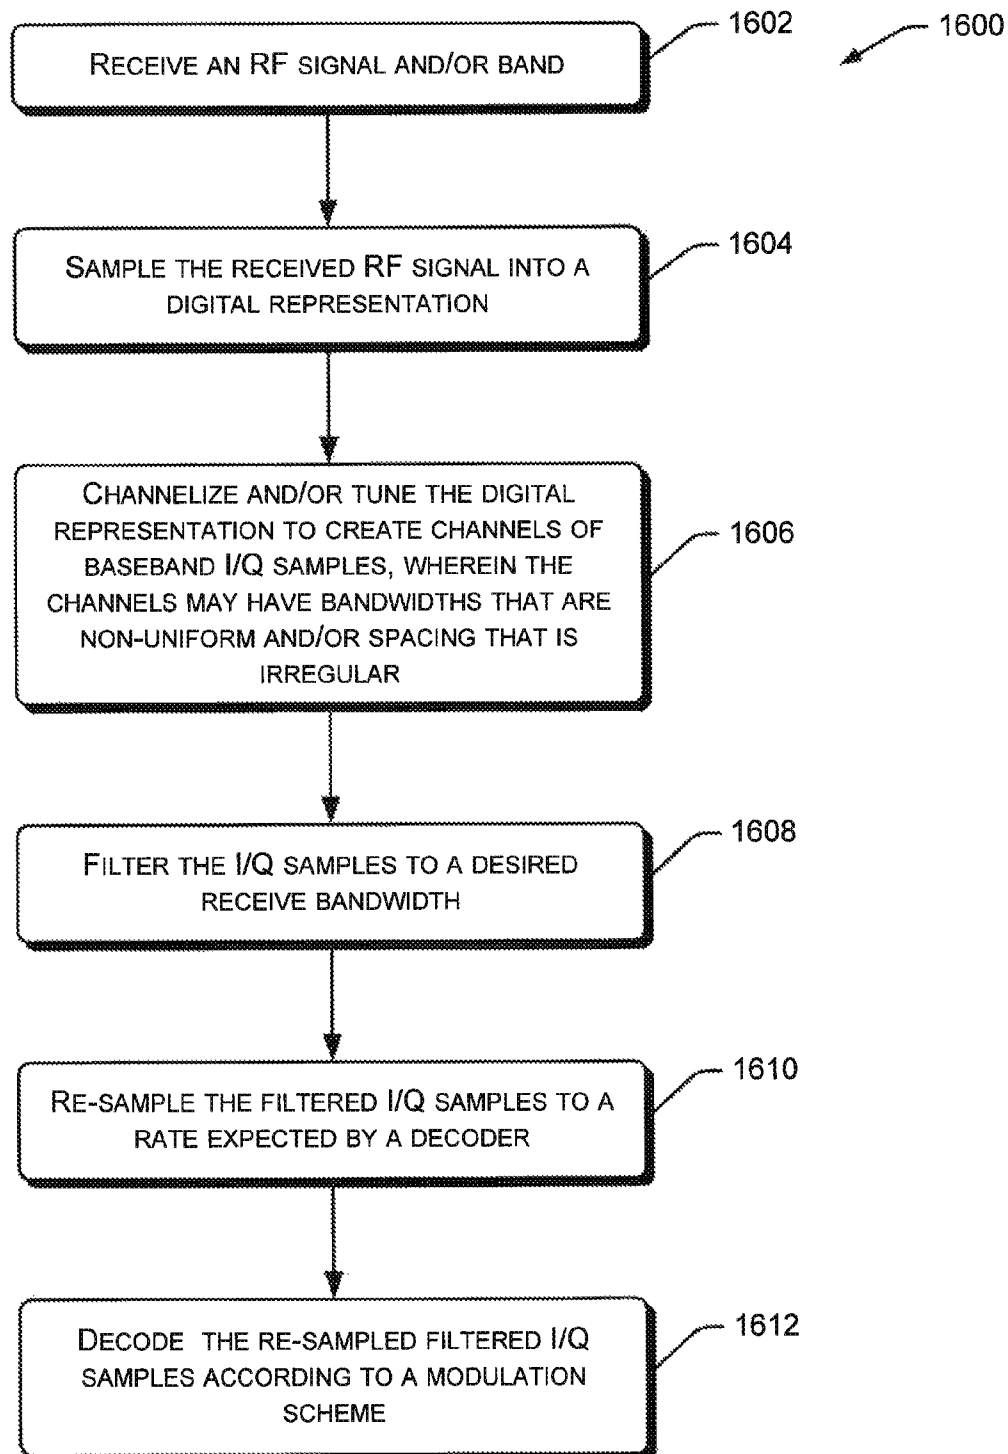 1602
1600
RECEIVE AN RF SIGNAL AND/OR BAND
1604
SAMPLE THE RECEIVED RF SIGNAL INTO A
DIGITAL REPRESENTATION
CHANNELIZE AND/OR TUNE THE DIGITAL
REPRESENTATION TO CREATE CHANNELS OF
BASEBAND I/Q SAMPLES, WHEREIN THE
CHANNELS MAY HAVE BANDWIDTHS THAT ARE
NON-UNIFORM AND/OR SPACING THAT IS
IRREGULAR
1606
1608
FILTER THE I/Q SAMPLES TO A DESIRED
RECEIVE BANDWIDTH
1610
RE-SAMPLE THE FILTERED I/Q SAMPLES TO A
RATE EXPECTED BY A DECODER
1612
DECODE THE RE-SAMPLED FILTERED I/Q
SAMPLES ACCORDING TO A MODULATION
SCHEME